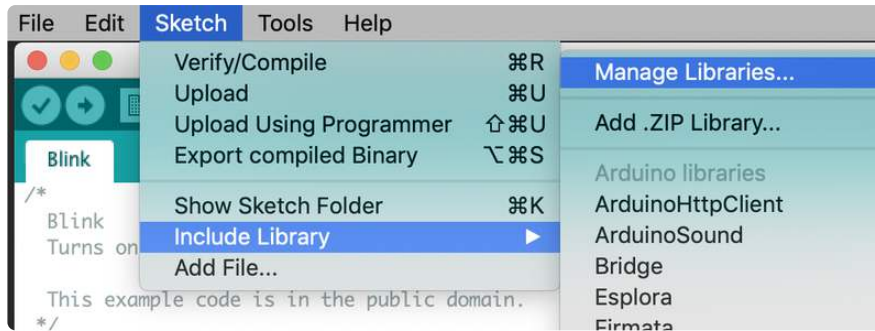 File Edit Sketch Tools Help
Verify/Compile ⌘R
Upload ⌘U
Upload Using Programmer ⇧⌘U
Export compiled Binary ⌥⌘S
Show Sketch Folder ⌘K
Include Library ▶
Add File...
Manage Libraries...
Add .ZIP Library...
Arduino libraries
ArduinoHttpClient
ArduinoSound
Bridge
Esplora
Firmata
Blink
/*
Blink
Turns on
This example code is in the public domain.
*/